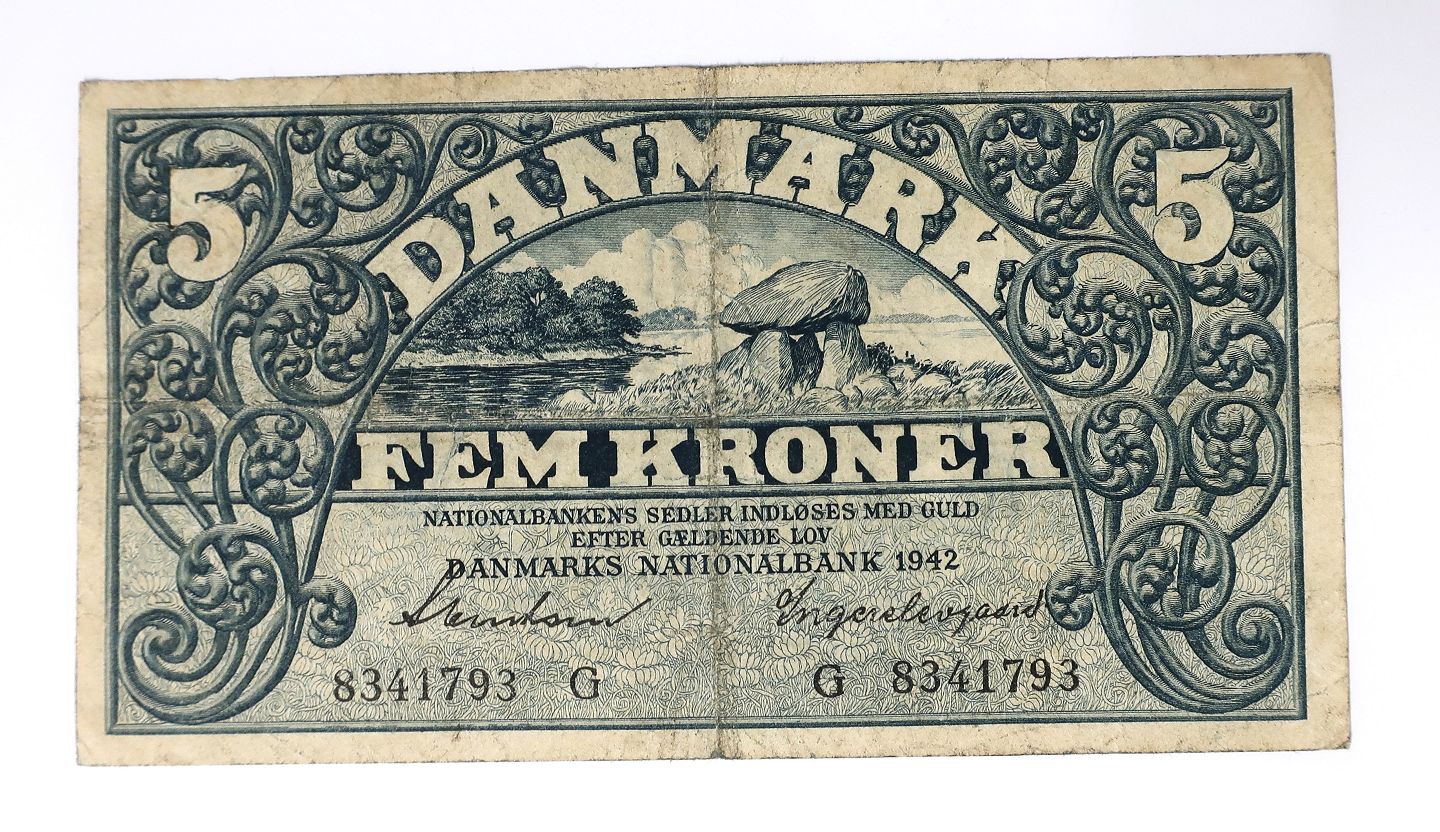 5 DANMARK 5
FEM KRONER
NATIONALBANKENS SEDLER INDLØSES MED GULD
EFTER GÆLDENDE LOV
DANMARKS NATIONALBANK 1942
8341793 G G 8341793